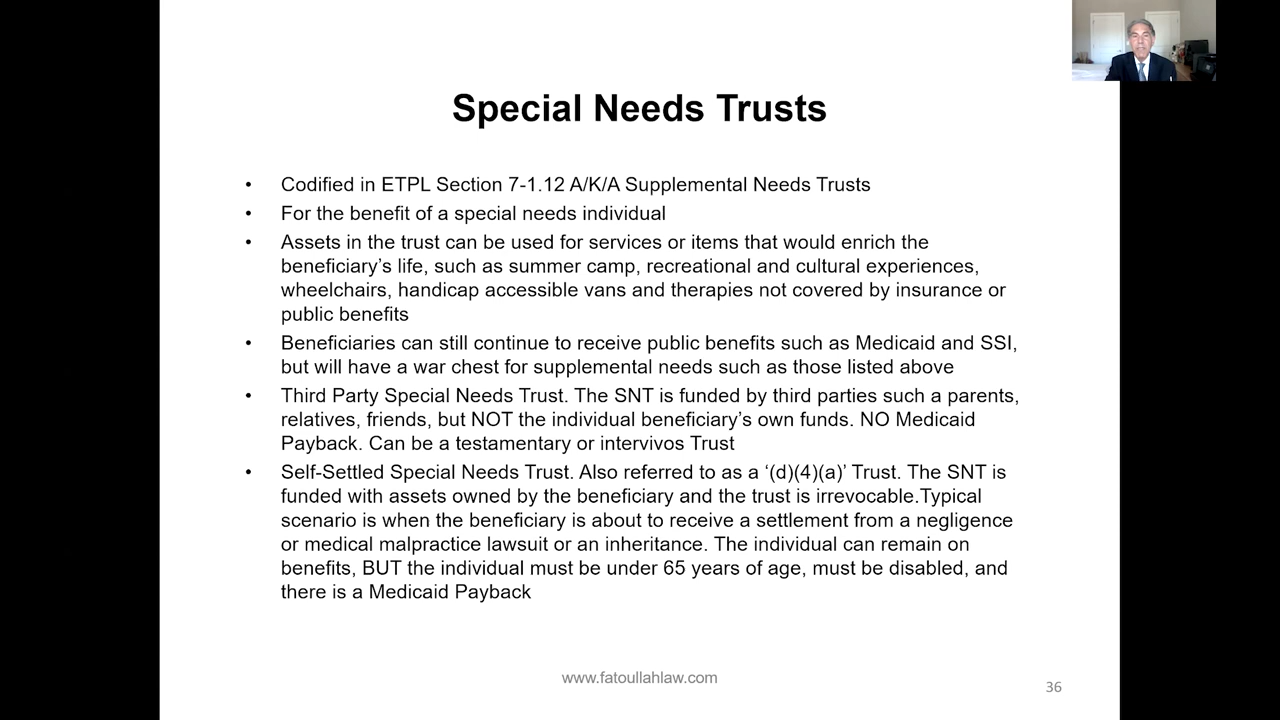 Special Needs Trusts
• Codified in ETPL Section 7-1.12 A/K/A Supplemental Needs Trusts
• For the benefit of a special needs individual
• Assets in the trust can be used for services or items that would enrich the
beneficiary’s life, such as summer camp, recreational and cultural experiences,
wheelchairs, handicap accessible vans and therapies not covered by insurance or
public benefits
• Beneficiaries can still continue to receive public benefits such as Medicaid and SSI,
but will have a war chest for supplemental needs such as those listed above
• Third Party Special Needs Trust. The SNT is funded by third parties such a parents,
relatives, friends, but NOT the individual beneficiary’s own funds. NO Medicaid
Payback. Can be a testamentary or intervivos Trust
• Self-Settled Special Needs Trust. Also referred to as a ‘(d)(4)(a)’ Trust. The SNT is
funded with assets owned by the beneficiary and the trust is irrevocable.Typical
scenario is when the beneficiary is about to receive a settlement from a negligence
or medical malpractice lawsuit or an inheritance. The individual can remain on
benefits, BUT the individual must be under 65 years of age, must be disabled, and
there is a Medicaid Payback
www.fatoullahlaw.com
36